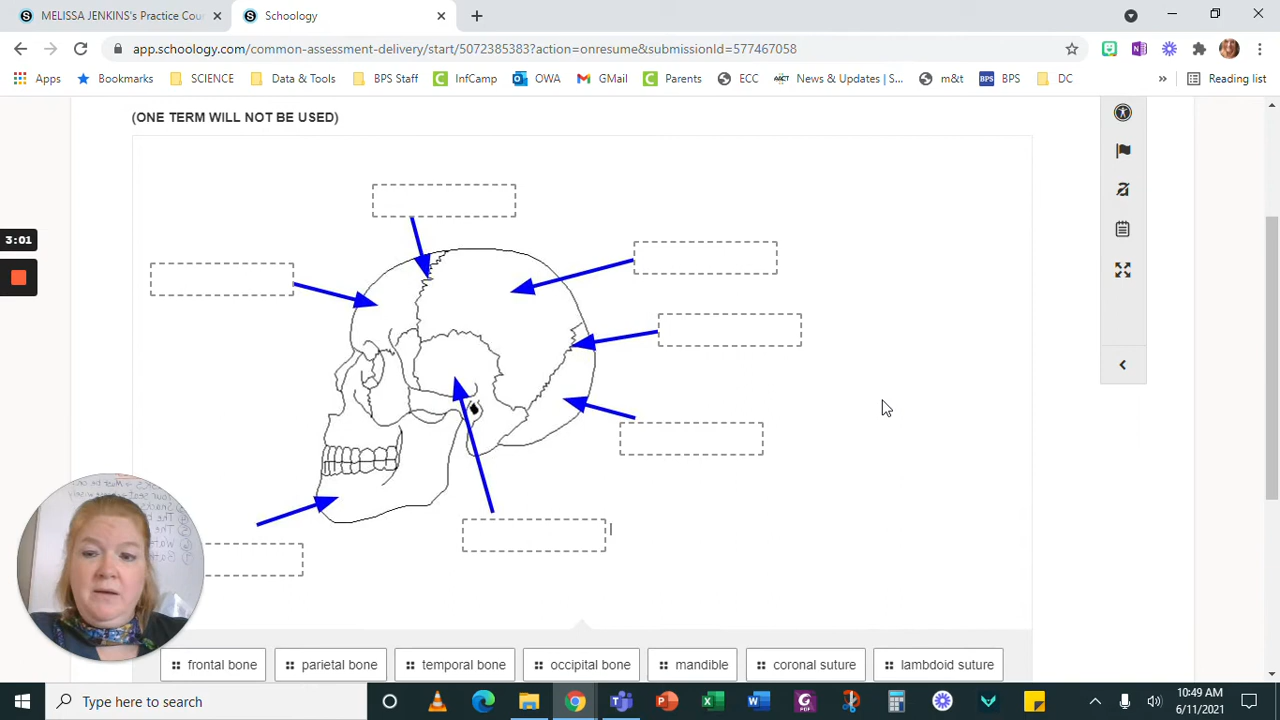 MELISSA JENKINS's Practice Cou
Schoology
app.schoology.com/common-assessment-delivery/start/5072385383?action=onresume&submissionId=577467058
Apps Bookmarks SCIENCE Data & Tools BPS Staff InfCamp OWA GMail Parents ECC News & Updates | S... m&t BPS BPS DC » Reading list
(ONE TERM WILL NOT BE USED)
3:01
frontal bone parietal bone temporal bone occipital bone mandible coronal suture lambdoid suture
Type here to search
10:49 AM
6/11/2021